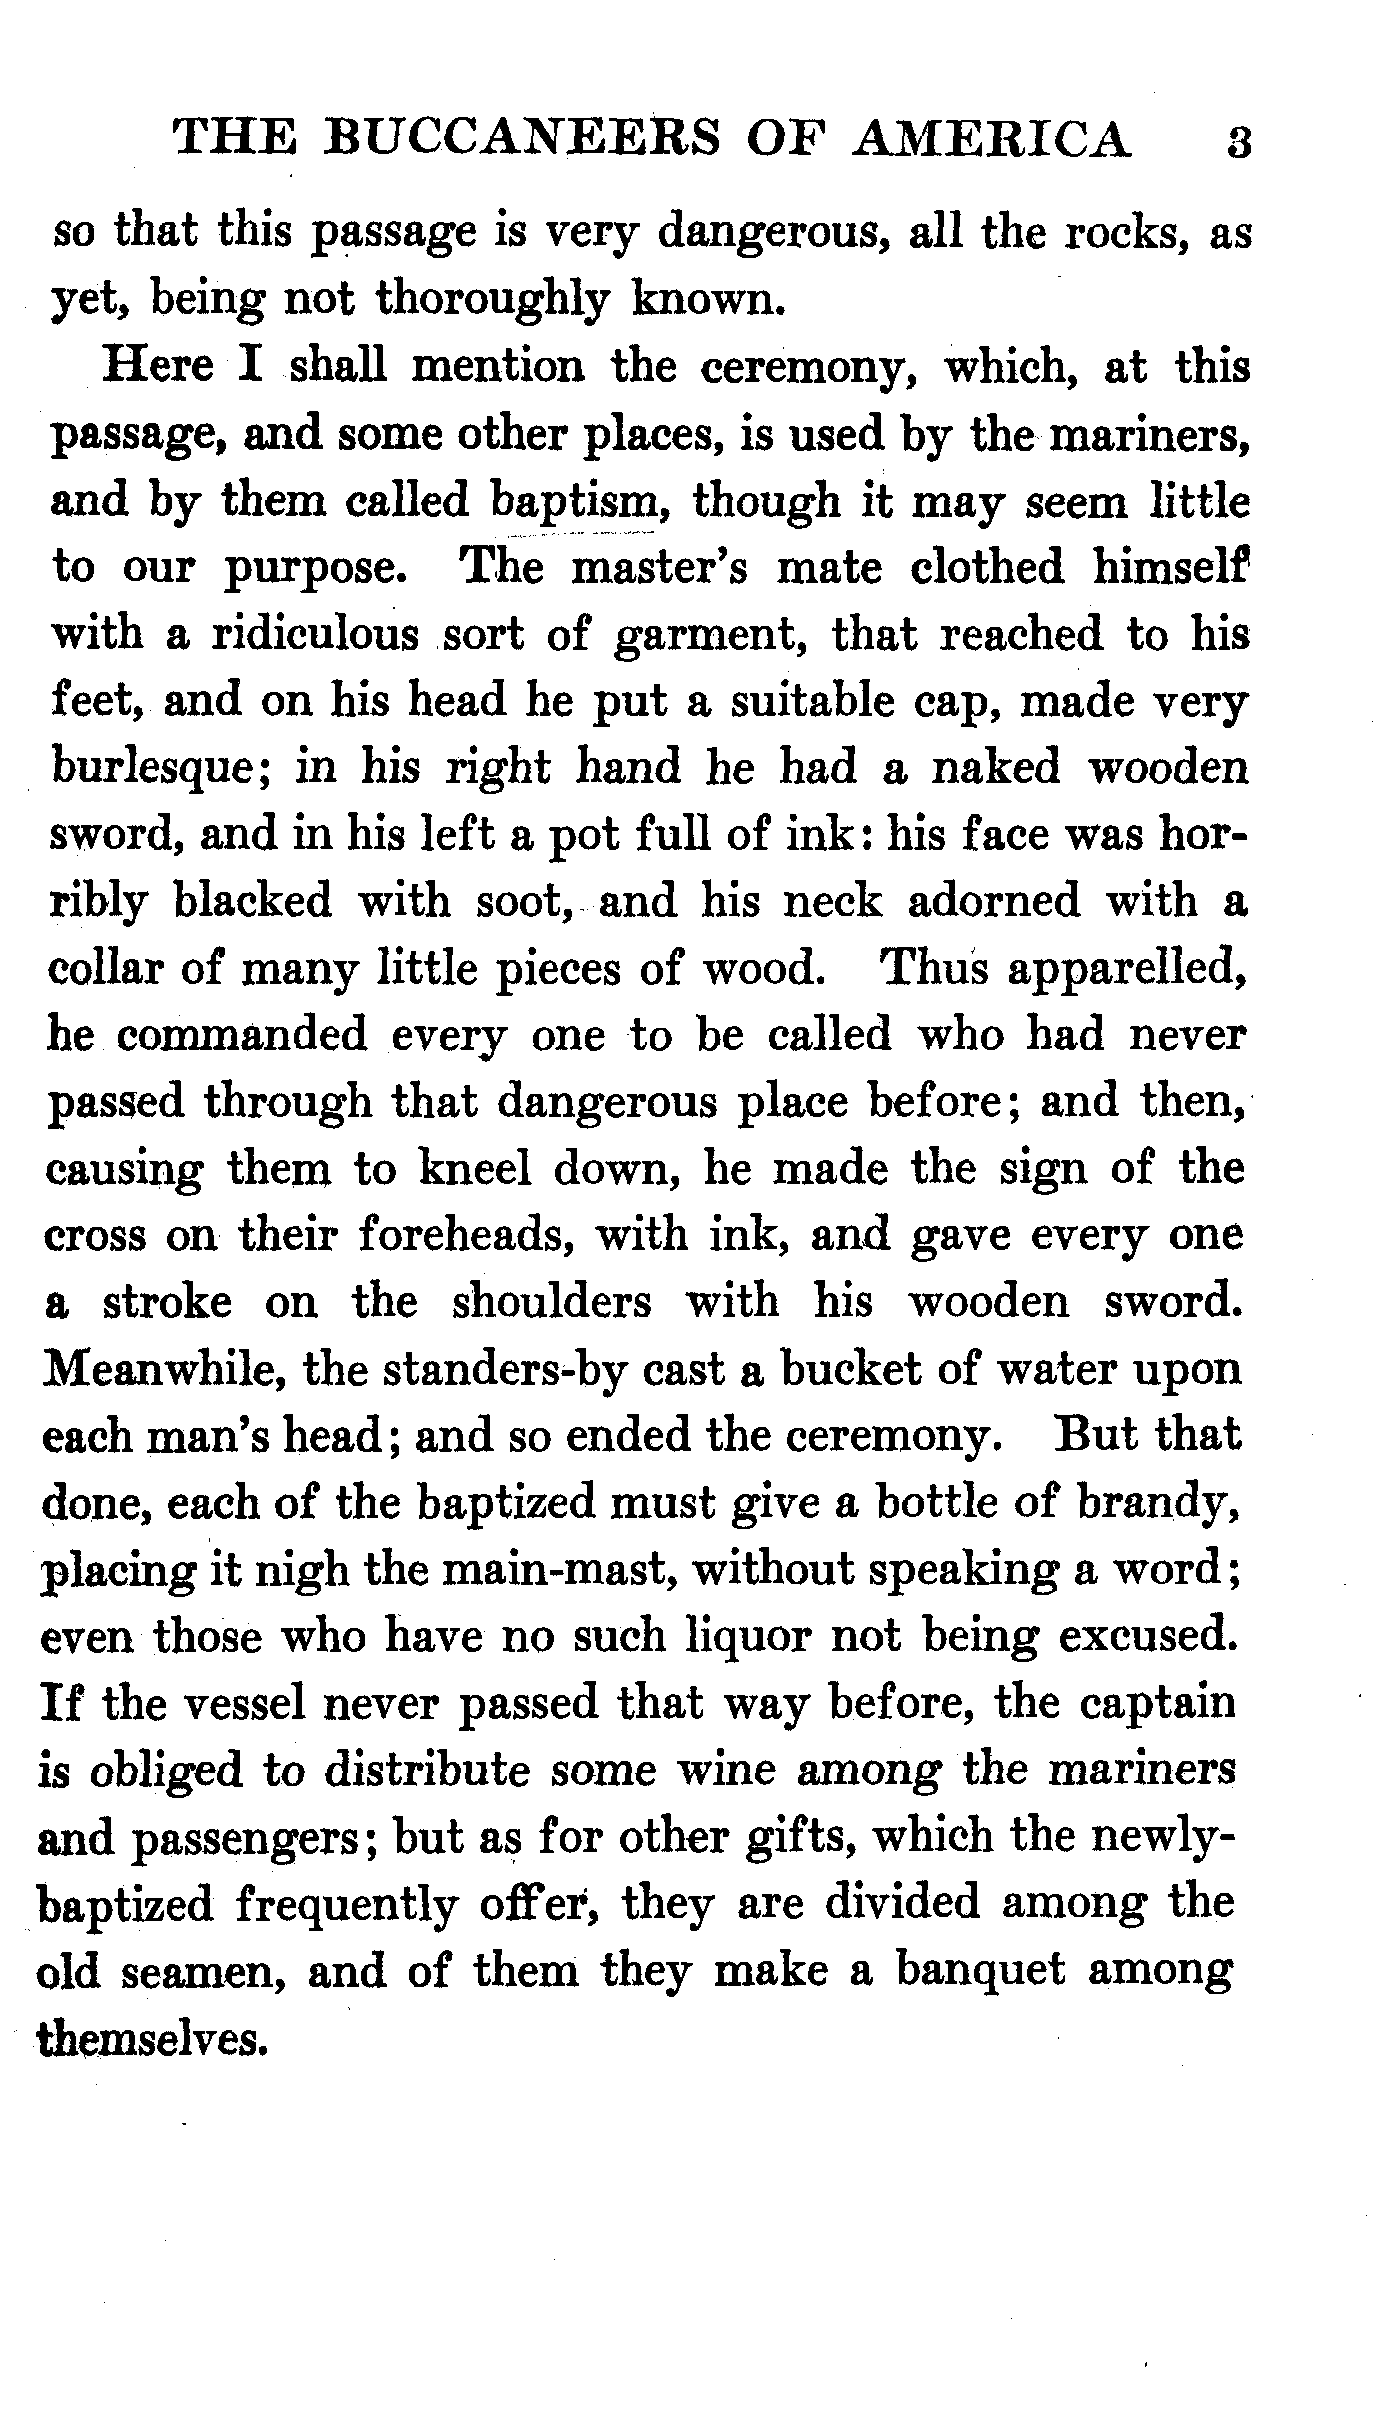 THE BUCCANEERS OF AMERICA 3
so that this passage is very dangerous, all the rocks, as
yet, being not thoroughly known.
Here I shall mention the ceremony, which, at this
passage, and some other places, is used by the mariners,
and by them called baptism, though it may seem little
to our purpose. The master's mate clothed himself
with a ridiculous sort of garment, that reached to his
feet, and on his head he put a suitable cap, made very
burlesque; in his right hand he had a naked wooden
sword, and in his left a pot full of ink: his face was hor-
ribly blacked with soot, and his neck adorned with a
collar of many little pieces of wood. Thus apparelled,
he commanded every one to be called who had never
passed through that dangerous place before; and then,
causing them to kneel down, he made the sign of the
cross on their foreheads, with ink, and gave every one
a stroke on the shoulders with his wooden sword.
Meanwhile, the standers-by cast a bucket of water upon
each man's head; and so ended the ceremony. But that
done, each of the baptized must give a bottle of brandy,
placing it nigh the main-mast, without speaking a word;
even those who have no such liquor not being excused.
If the vessel never passed that way before, the captain
is obliged to distribute some wine among the mariners
and passengers; but as for other gifts, which the newly-
baptized frequently offer, they are divided among the
old seamen, and of them they make a banquet among
themselves.